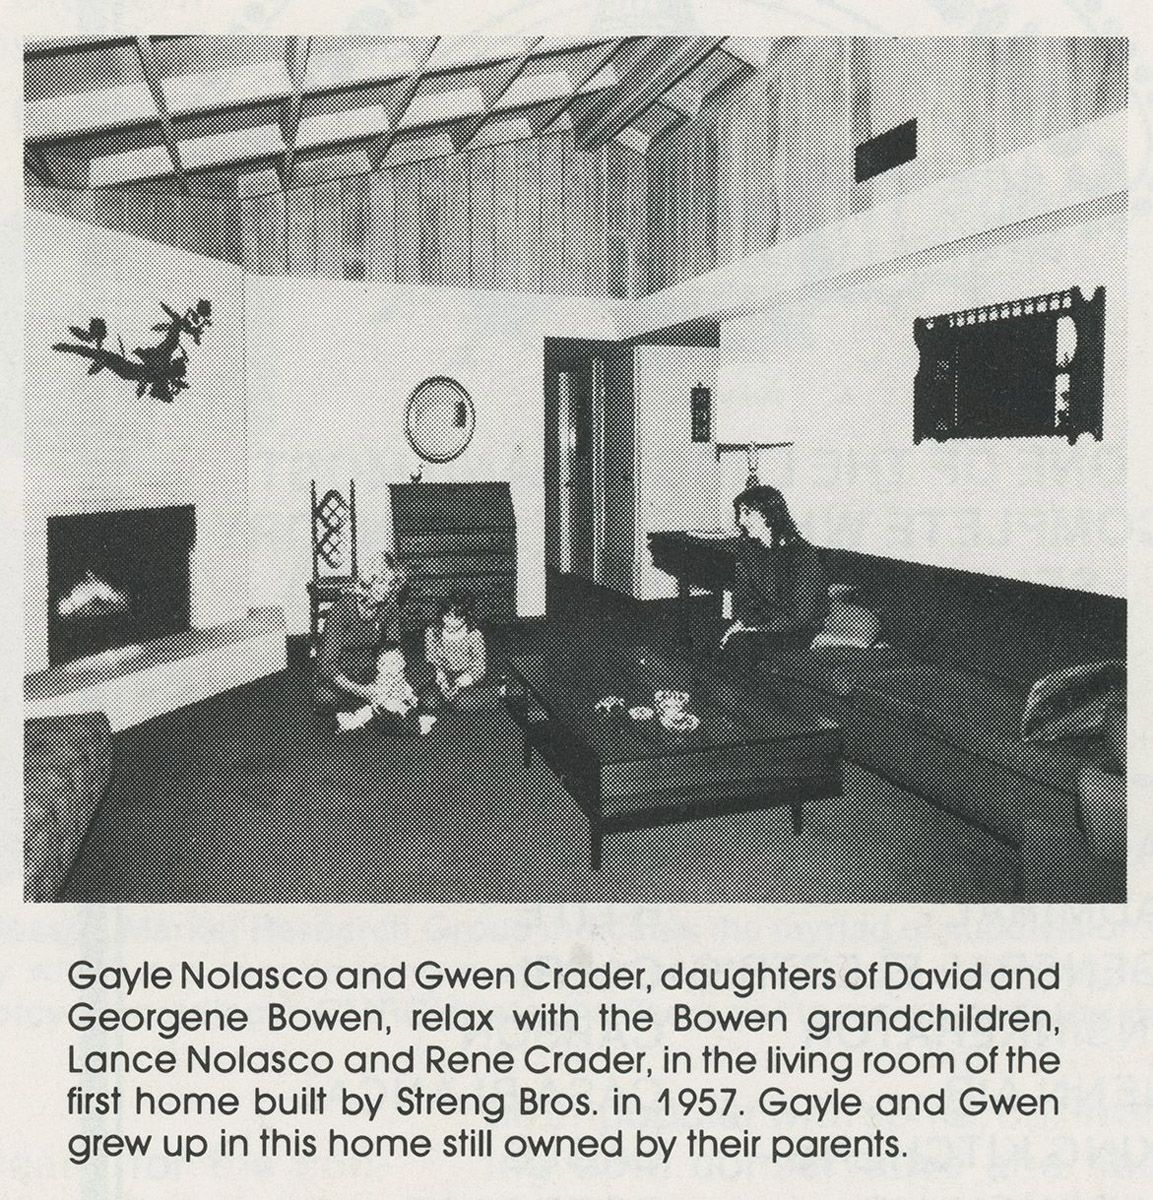 Gayle Nolasco and Gwen Crader, daughters of David and
Georgene Bowen, relax with the Bowen grandchildren,
Lance Nolasco and Rene Crader, in the living room of the
first home built by Streng Bros. in 1957. Gayle and Gwen
grew up in this home still owned by their parents.